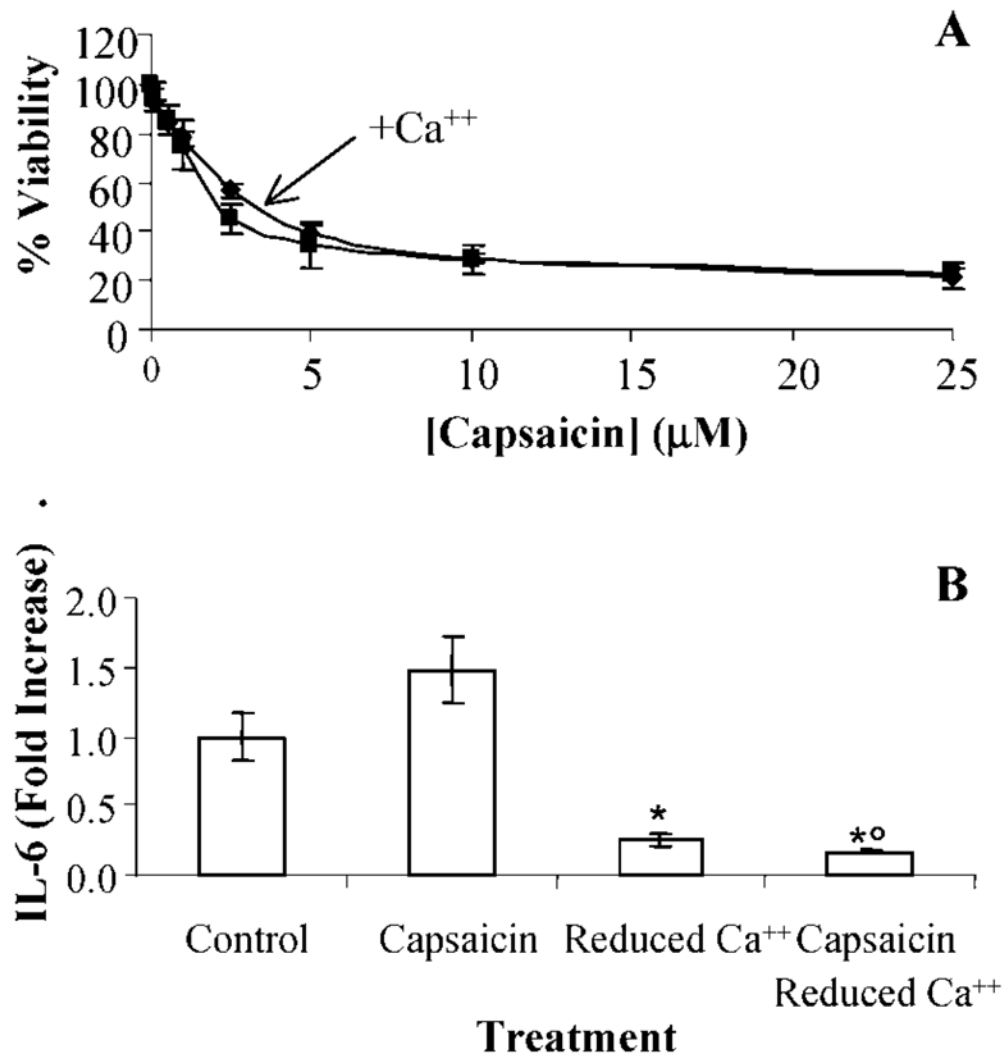 A
120
100
80
60
40
20
0
% Viability
+Ca⁺⁺
0 5 10 15 20 25
[Capsaicin] (μM)
B
IL-6 (Fold Increase) .
2.0
1.5
1.0
0.5
0.0
*
*°
Control Capsaicin Reduced Ca⁺⁺ Capsaicin
Reduced Ca⁺⁺
Treatment